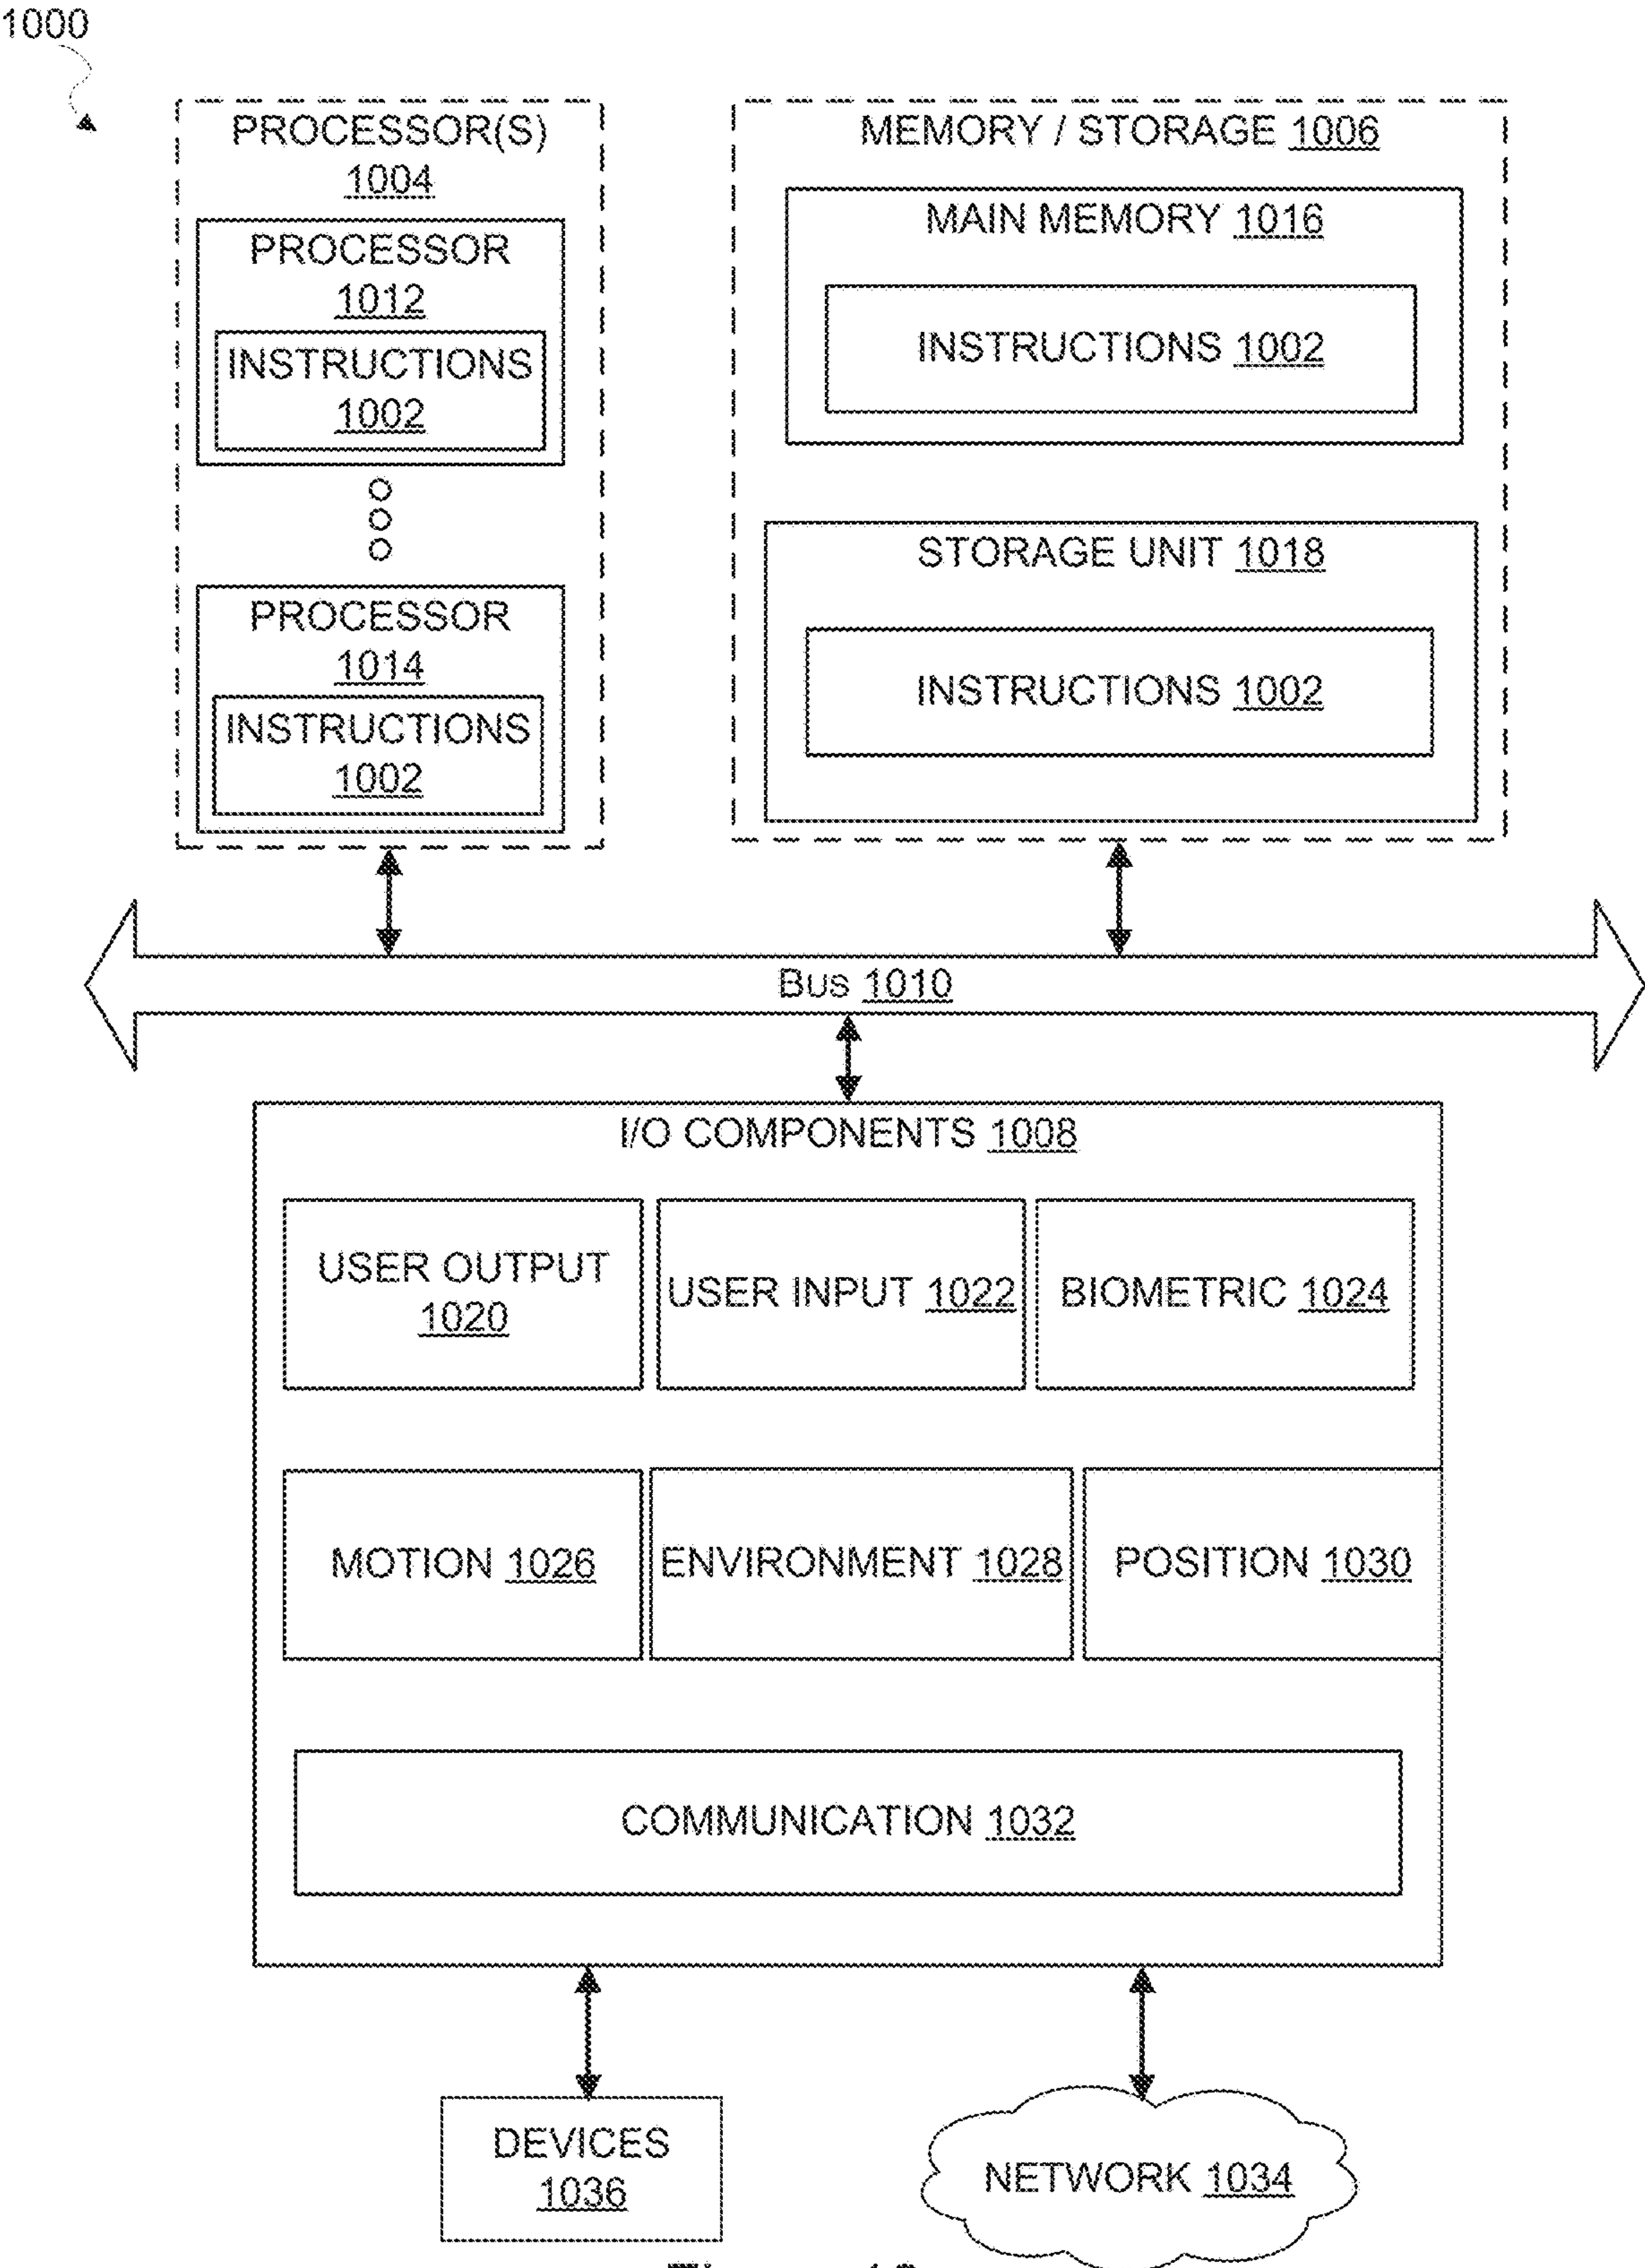 1000
PROCESSOR(S)
1004
PROCESSOR
1012
INSTRUCTIONS
1002
PROCESSOR
1014
INSTRUCTIONS
1002
MEMORY / STORAGE 1006
MAIN MEMORY 1016
INSTRUCTIONS 1002
STORAGE UNIT 1018
INSTRUCTIONS 1002
Bus 1010
I/O COMPONENTS 1008
USER OUTPUT
1020
USER INPUT 1022
BIOMETRIC 1024
MOTION 1026
ENVIRONMENT 1028
POSITION 1030
COMMUNICATION 1032
DEVICES
1036
NETWORK 1034